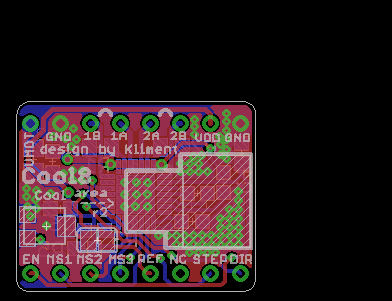 GND 1B 1A 2A 2B VDD GND
VMOT
design by Kliment
Cool
area
--->
r2
EN MS1 MS2 MS3 REF NC STEP DIR